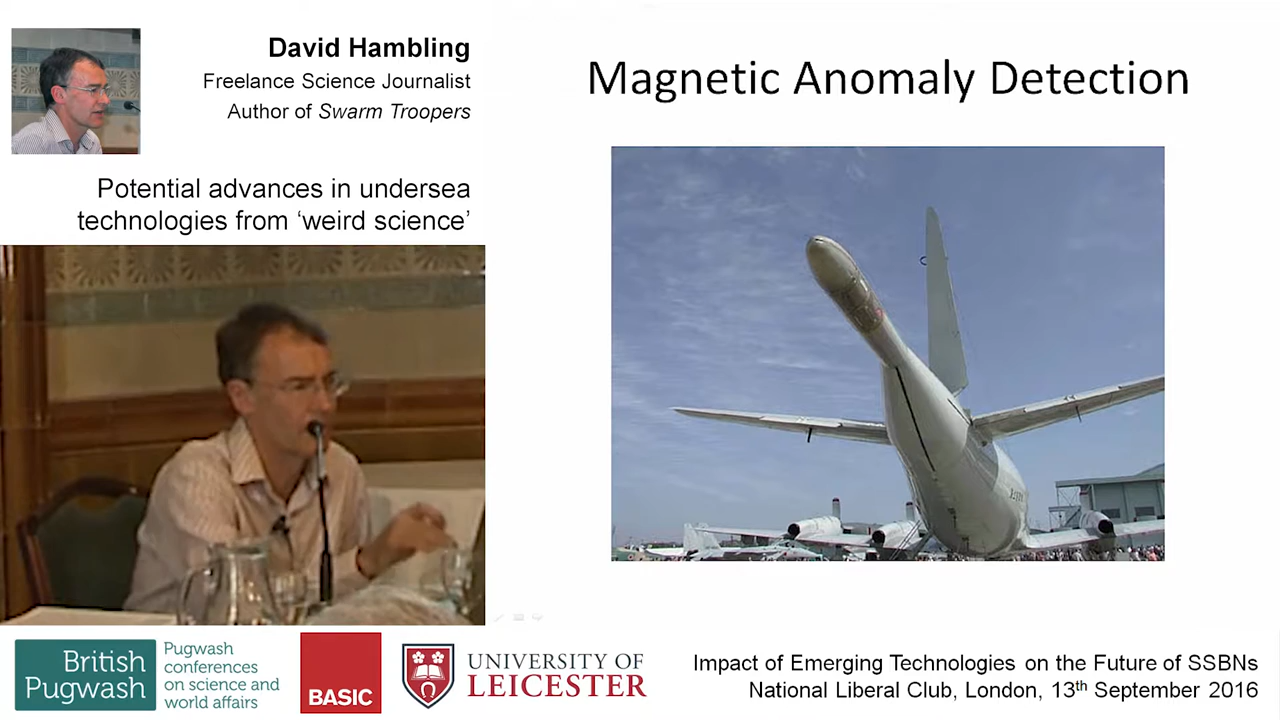 David Hambling
Freelance Science Journalist
Author of Swarm Troopers
Potential advances in undersea
technologies from ‘weird science’
Magnetic Anomaly Detection
British
Pugwash
Pugwash
conferences
on science and
world affairs
BASIC
UNIVERSITY OF
LEICESTER
Impact of Emerging Technologies on the Future of SSBNs
National Liberal Club, London, 13th September 2016